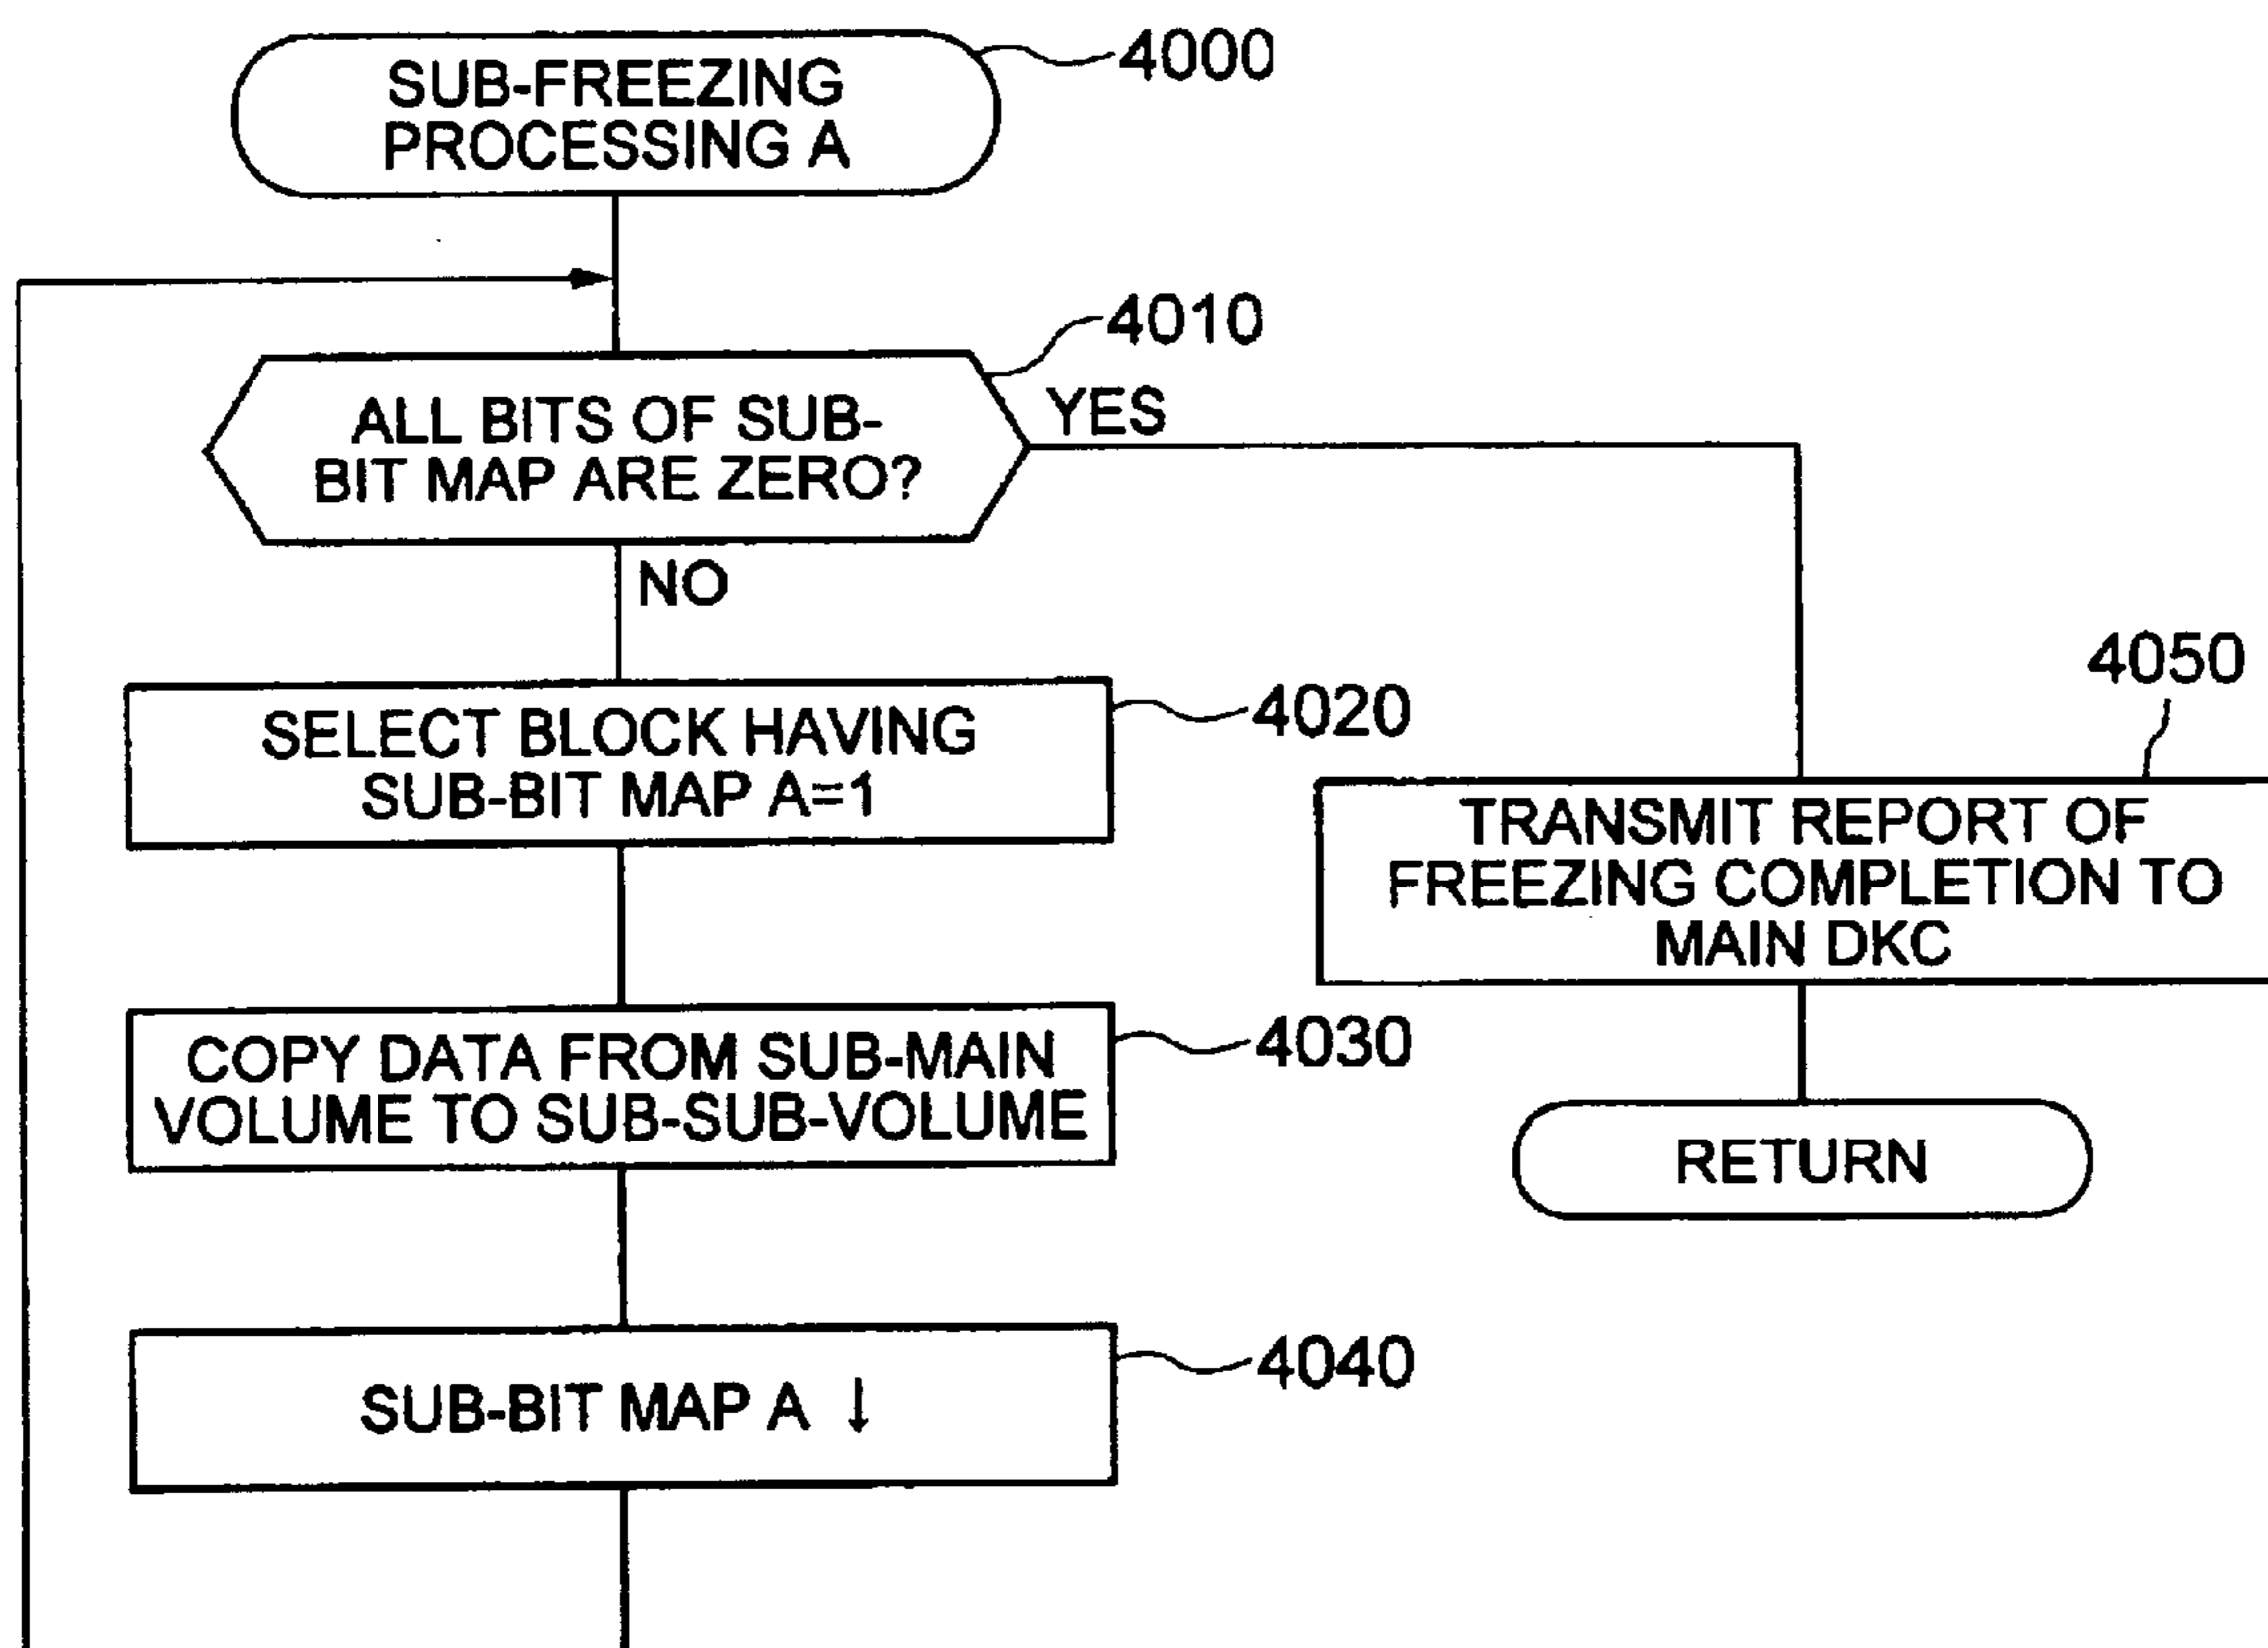 4000
SUB-FREEZING
PROCESSING A
4010
ALL BITS OF SUB-
BIT MAP ARE ZERO?
YES
NO
4020
SELECT BLOCK HAVING
SUB-BIT MAP A=1
4030
COPY DATA FROM SUB-MAIN
VOLUME TO SUB-SUB-VOLUME
4040
SUB-BIT MAP A ↓
4050
TRANSMIT REPORT OF
FREEZING COMPLETION TO
MAIN DKC
RETURN